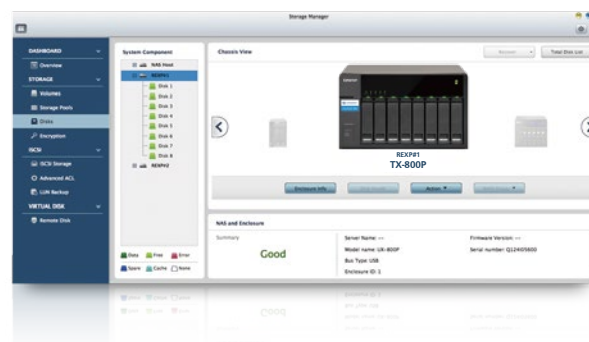 Storage Manager
DASHBOARD
Overview
STORAGE
Volumes
Storage Pools
Disks
Encryption
iSCSI
iSCSI Storage
Advanced ACL
LUN Backup
VIRTUAL DISK
Remote Disk
System Component
NAS Host
REXP#1
Disk 1
Disk 2
Disk 3
Disk 4
Disk 5
Disk 6
Disk 7
Disk 8
REXP#2
Data Free Error
Spare Cache None
Chassis View
Recover
Total Disk List
REXP#1
TX-800P
Enclosure Info
Action
NAS and Enclosure
Summary
Good
Server Name: --
Model name: UX-800P
Bus Type: USB
Enclosure ID: 1
Firmware Version: --
Serial number: Q124I05600